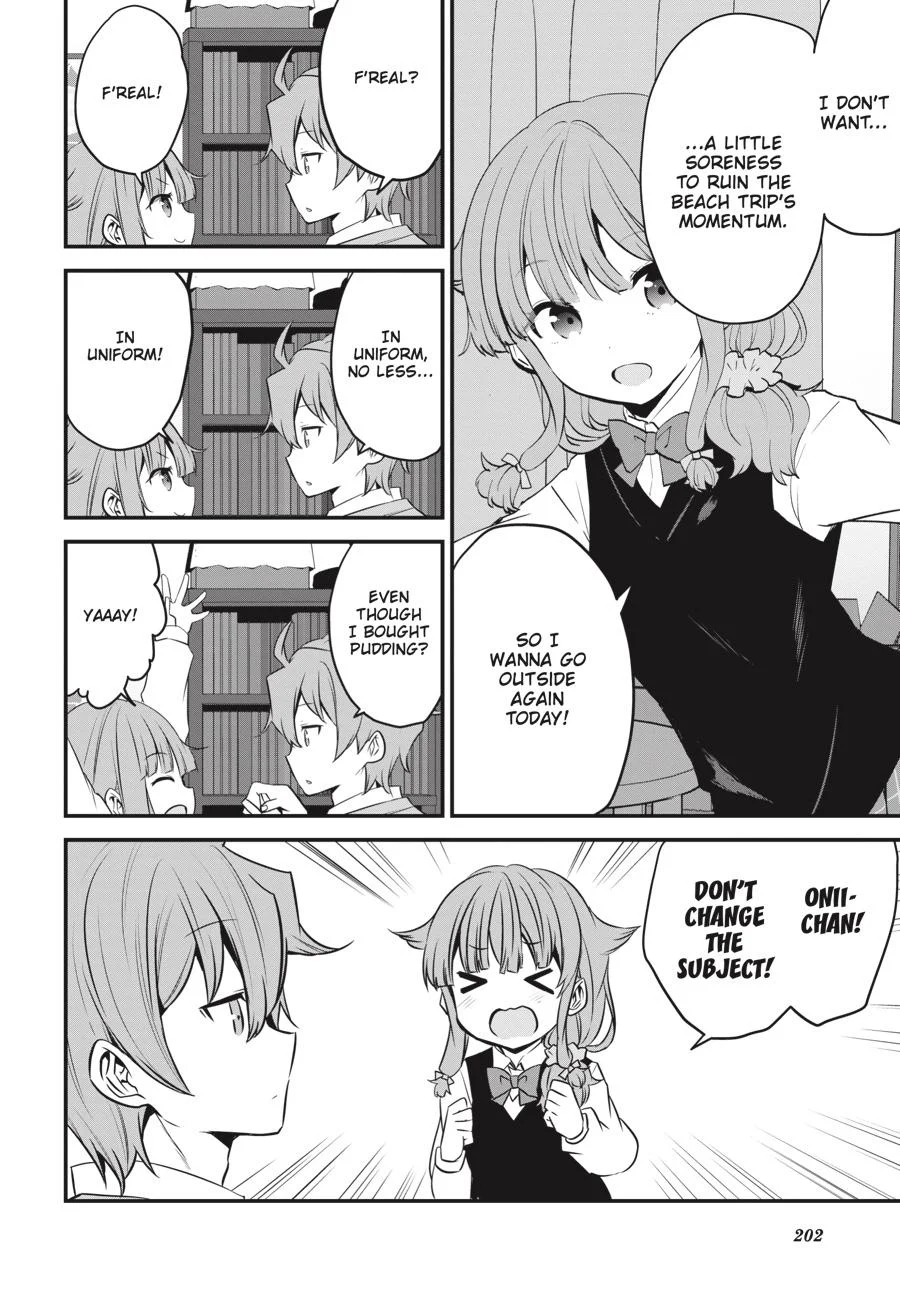 I DON'T
WANT...
...A LITTLE
SORENESS
TO RUIN THE
BEACH TRIP'S
MOMENTUM.
SO I
WANNA GO
OUTSIDE
AGAIN
TODAY!
F'REAL?
F'REAL!
IN
UNIFORM,
NO LESS...
IN
UNIFORM!
EVEN
THOUGH
I BOUGHT
PUDDING?
YAAAY!
ONII-
CHAN!
DON'T
CHANGE
THE
SUBJECT!
202